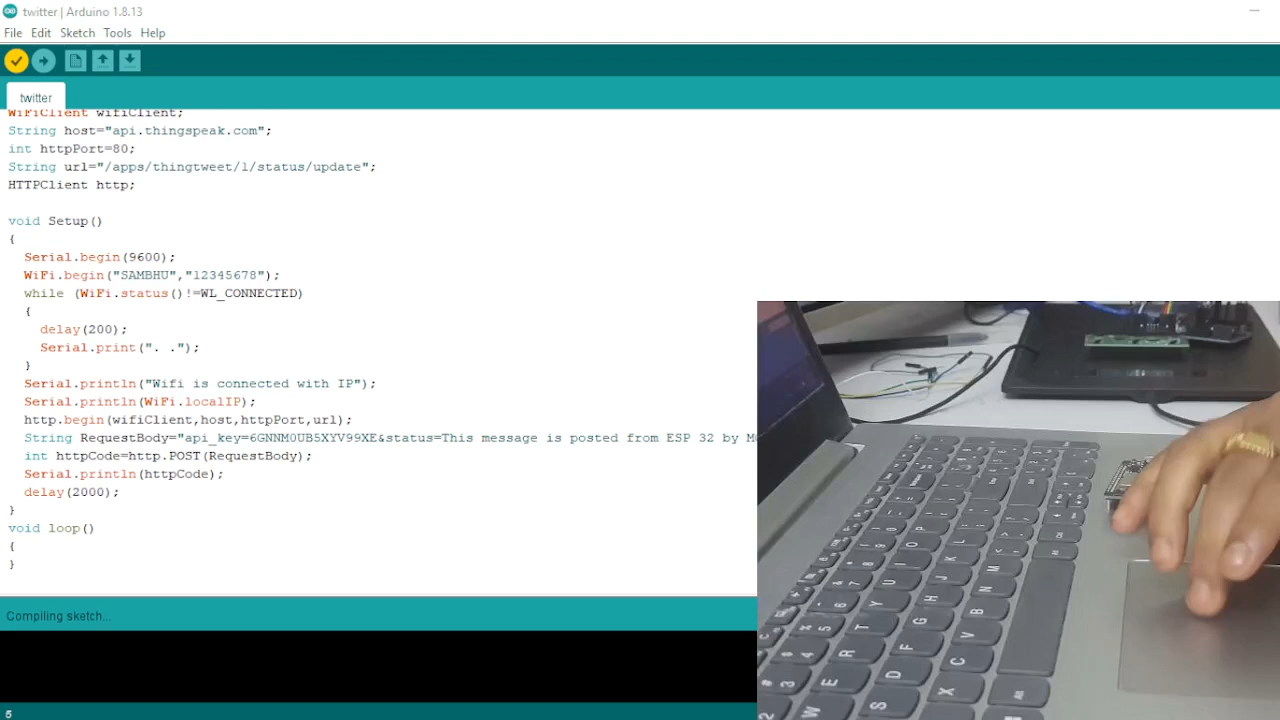 twitter | Arduino 1.8.13
File Edit Sketch Tools Help
twitter
WiFiClient wifiClient;
String host="api.thingspeak.com";
int httpPort=80;
String url="/apps/thingtweet/1/status/update";
HTTPClient http;
void Setup()
{
Serial.begin(9600);
WiFi.begin("SAMBHU","12345678");
while (WiFi.status()!=WL_CONNECTED)
{
delay(200);
Serial.print(". .");
}
Serial.println("Wifi is connected with IP");
Serial.println(WiFi.localIP);
http.begin(wifiClient,host,httpPort,url);
String RequestBody="api_key=6GNNM0UB5XYV99XE&status=This message is posted from ESP 32 by
int httpCode=http.POST(RequestBody);
Serial.println(httpCode);
delay(2000);
}
void loop()
{
}
Compiling sketch...
5